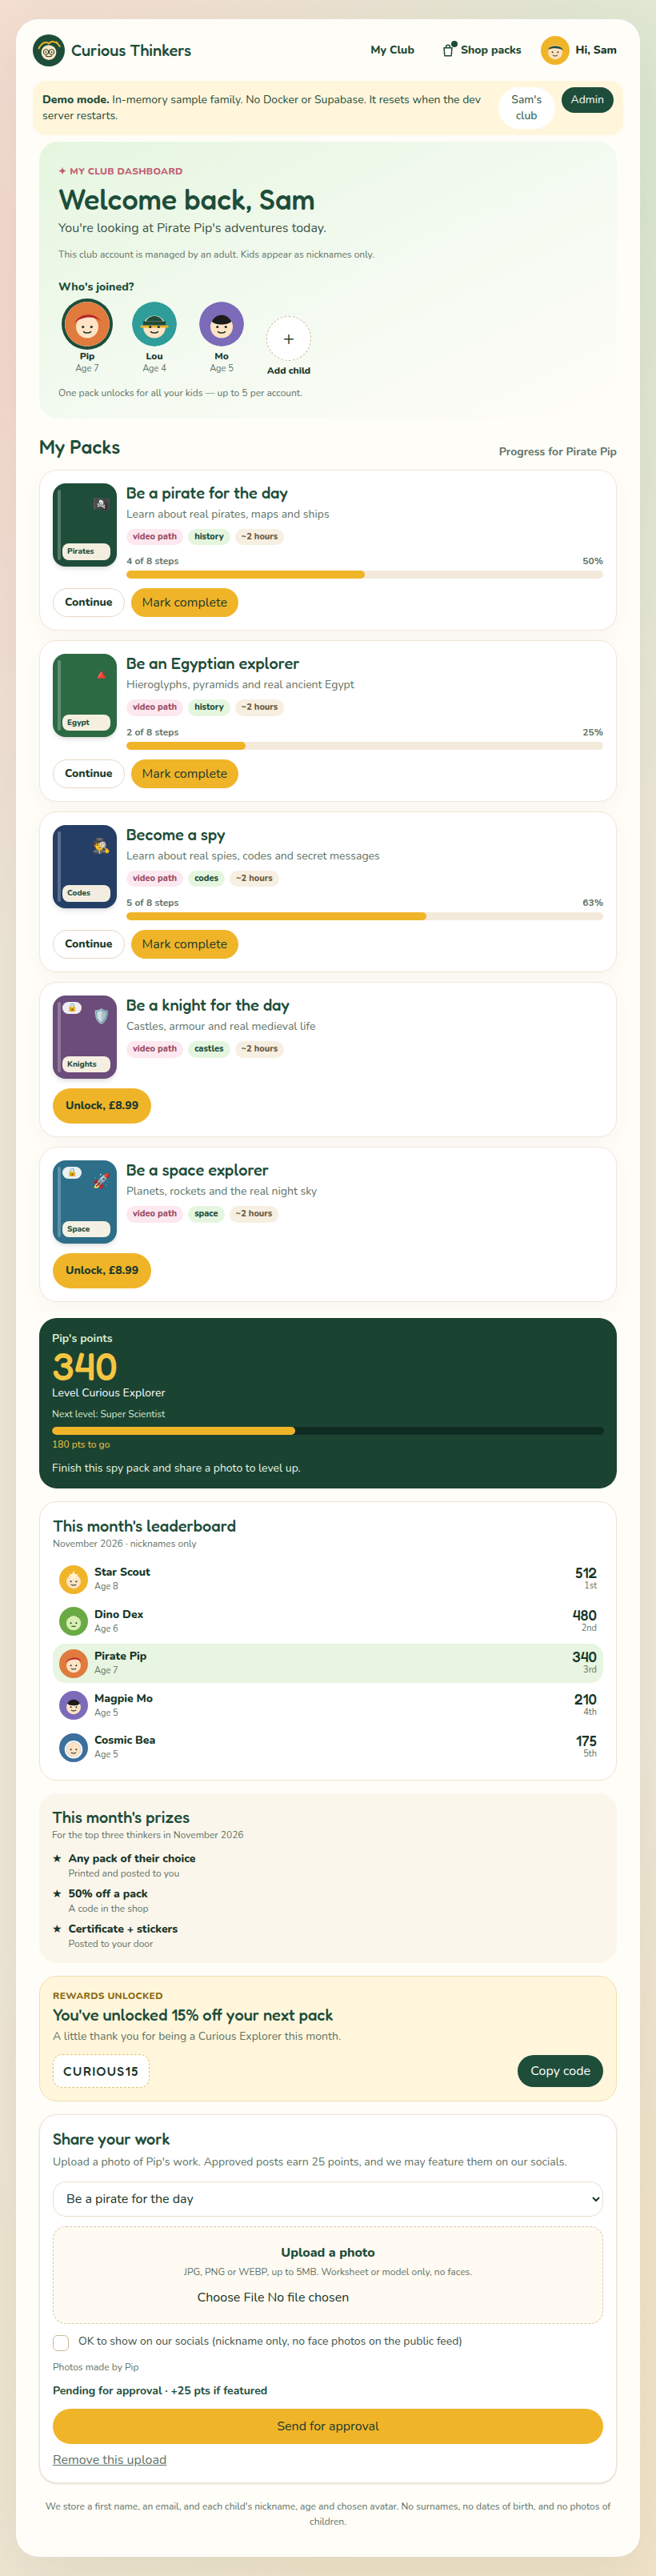 Curious Thinkers
My Club
Shop packs
Hi, Sam
Demo mode. In-memory sample family. No Docker or Supabase. It resets when the dev
server restarts.
Sam's
club
Admin
✦ MY CLUB DASHBOARD
Welcome back, Sam
You're looking at Pirate Pip's adventures today.
This club account is managed by an adult. Kids appear as nicknames only.
Who's joined?
Pip
Age 7
Lou
Age 4
Mo
Age 5
+
Add child
One pack unlocks for all your kids — up to 5 per account.
My Packs
Progress for Pirate Pip
Pirates
Be a pirate for the day
Learn about real pirates, maps and ships
video path
history
~2 hours
4 of 8 steps
50%
Continue
Mark complete
Egypt
Be an Egyptian explorer
Hieroglyphs, pyramids and real ancient Egypt
video path
history
~2 hours
2 of 8 steps
25%
Continue
Mark complete
Codes
Become a spy
Learn about real spies, codes and secret messages
video path
codes
~2 hours
5 of 8 steps
63%
Continue
Mark complete
Knights
Be a knight for the day
Castles, armour and real medieval life
video path
castles
~2 hours
Unlock, £8.99
Space
Be a space explorer
Planets, rockets and the real night sky
video path
space
~2 hours
Unlock, £8.99
Pip's points
340
Level Curious Explorer
Next level: Super Scientist
180 pts to go
Finish this spy pack and share a photo to level up.
This month's leaderboard
November 2026 · nicknames only
Star Scout
Age 8
512
1st
Dino Dex
Age 6
480
2nd
Pirate Pip
Age 7
340
3rd
Magpie Mo
Age 5
210
4th
Cosmic Bea
Age 5
175
5th
This month's prizes
For the top three thinkers in November 2026
★ Any pack of their choice
Printed and posted to you
★ 50% off a pack
A code in the shop
★ Certificate + stickers
Posted to your door
REWARDS UNLOCKED
You've unlocked 15% off your next pack
A little thank you for being a Curious Explorer this month.
CURIOUS15
Copy code
Share your work
Upload a photo of Pip's work. Approved posts earn 25 points, and we may feature them on our socials.
Be a pirate for the day
Upload a photo
JPG, PNG or WEBP, up to 5MB. Worksheet or model only, no faces.
Choose File No file chosen
OK to show on our socials (nickname only, no face photos on the public feed)
Photos made by Pip
Pending for approval · +25 pts if featured
Send for approval
Remove this upload
We store a first name, an email, and each child's nickname, age and chosen avatar. No surnames, no dates of birth, and no photos of
children.